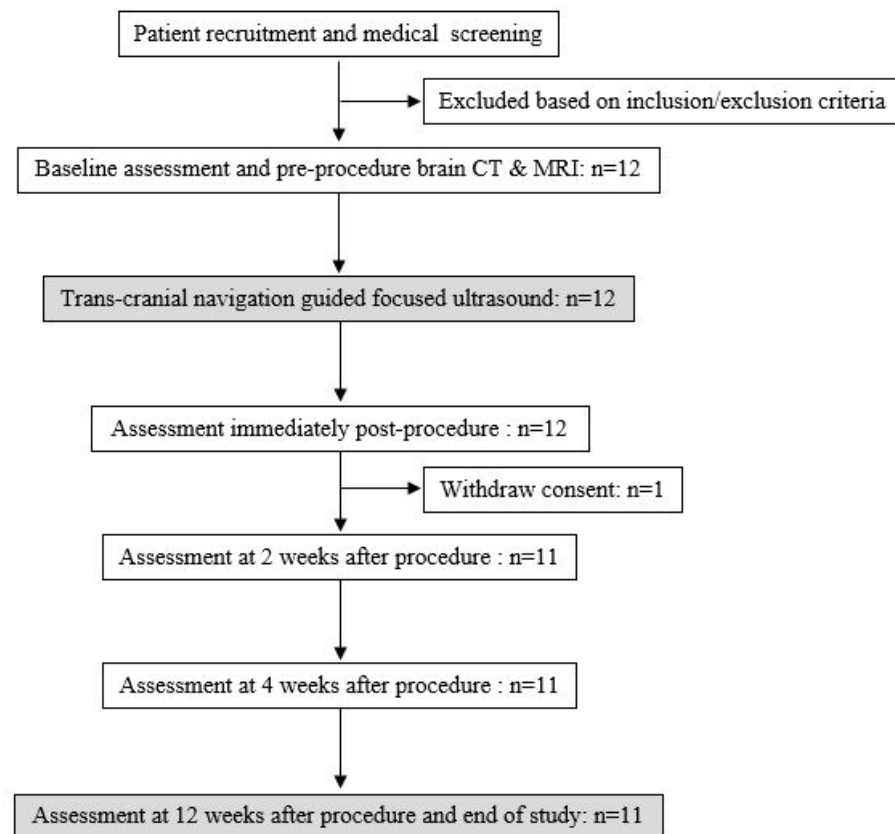 Patient recruitment and medical screening
Excluded based on inclusion/exclusion criteria
Baseline assessment and pre-procedure brain CT & MRI: n=12
Trans-cranial navigation guided focused ultrasound: n=12
Assessment immediately post-procedure : n=12
Withdraw consent: n=1
Assessment at 2 weeks after procedure : n=11
Assessment at 4 weeks after procedure : n=11
Assessment at 12 weeks after procedure and end of study: n=11